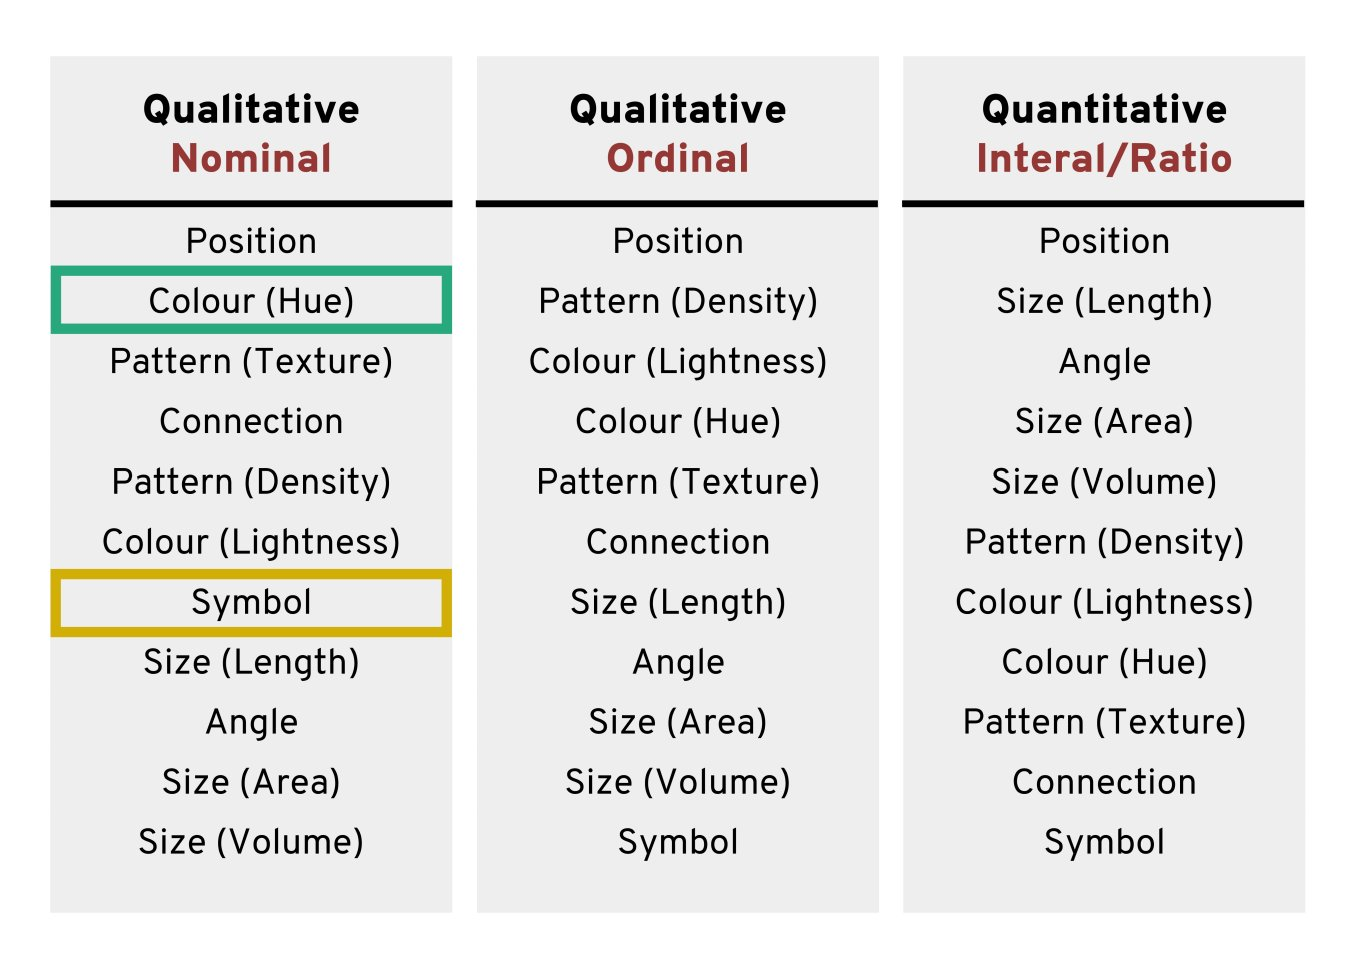 Qualitative
Nominal
Position
Colour (Hue)
Pattern (Texture)
Connection
Pattern (Density)
Colour (Lightness)
Symbol
Size (Length)
Angle
Size (Area)
Size (Volume)
Qualitative
Ordinal
Position
Pattern (Density)
Colour (Lightness)
Colour (Hue)
Pattern (Texture)
Connection
Size (Length)
Angle
Size (Area)
Size (Volume)
Symbol
Quantitative
Interal/Ratio
Position
Size (Length)
Angle
Size (Area)
Size (Volume)
Pattern (Density)
Colour (Lightness)
Colour (Hue)
Pattern (Texture)
Connection
Symbol